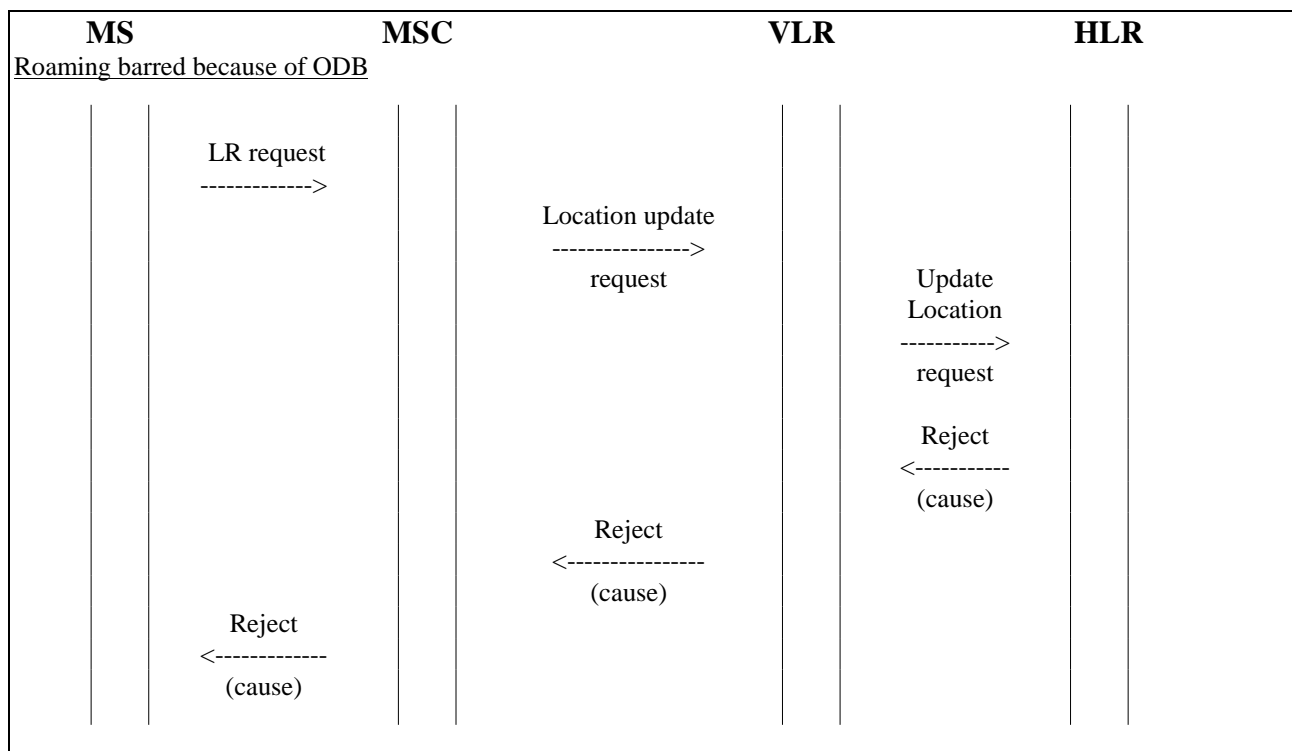 MS MSC VLR HLR
Roaming barred because of ODB
LR request
------------->
Location update
---------------->
request
Update
Location
----------->
request
Reject
<-----------
(cause)
Reject
<----------------
(cause)
Reject
<-------------
(cause)